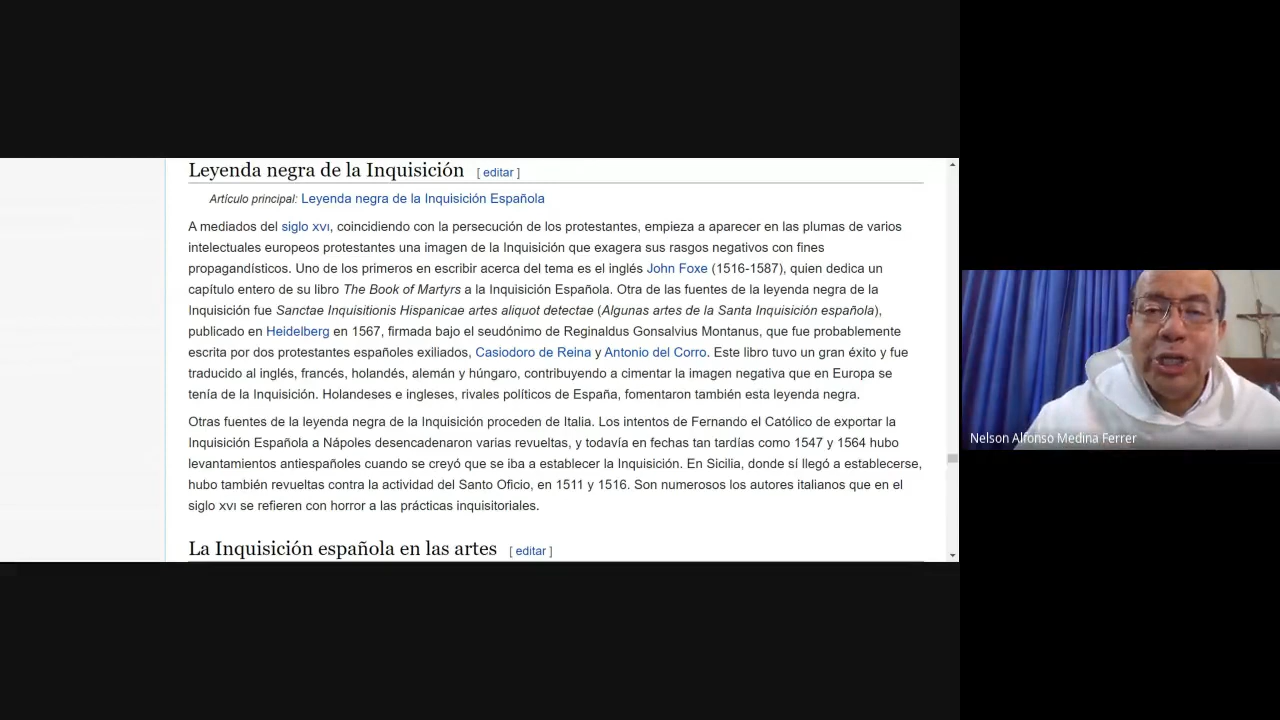 Leyenda negra de la Inquisición [ editar ]
Artículo principal: Leyenda negra de la Inquisición Española
A mediados del siglo XVI, coincidiendo con la persecución de los protestantes, empieza a aparecer en las plumas de varios
intelectuales europeos protestantes una imagen de la Inquisición que exagera sus rasgos negativos con fines
propagandísticos. Uno de los primeros en escribir acerca del tema es el inglés John Foxe (1516-1587), quien dedica un
capítulo entero de su libro The Book of Martyrs a la Inquisición Española. Otra de las fuentes de la leyenda negra de la
Inquisición fue Sanctae Inquisitionis Hispanicae artes aliquot detectae (Algunas artes de la Santa Inquisición española),
publicado en Heidelberg en 1567, firmada bajo el seudónimo de Reginaldus Gonsalvius Montanus, que fue probablemente
escrita por dos protestantes españoles exiliados, Casiodoro de Reina y Antonio del Corro. Este libro tuvo un gran éxito y fue
traducido al inglés, francés, holandés, alemán y húngaro, contribuyendo a cimentar la imagen negativa que en Europa se
tenía de la Inquisición. Holandeses e ingleses, rivales políticos de España, fomentaron también esta leyenda negra.
Otras fuentes de la leyenda negra de la Inquisición proceden de Italia. Los intentos de Fernando el Católico de exportar la
Inquisición Española a Nápoles desencadenaron varias revueltas, y todavía en fechas tan tardías como 1547 y 1564 hubo
levantamientos antiespañoles cuando se creyó que se iba a establecer la Inquisición. En Sicilia, donde sí llegó a establecerse,
hubo también revueltas contra la actividad del Santo Oficio, en 1511 y 1516. Son numerosos los autores italianos que en el
siglo XVI se refieren con horror a las prácticas inquisitoriales.
La Inquisición española en las artes [ editar ]
Nelson Alfonso Medina Ferrer